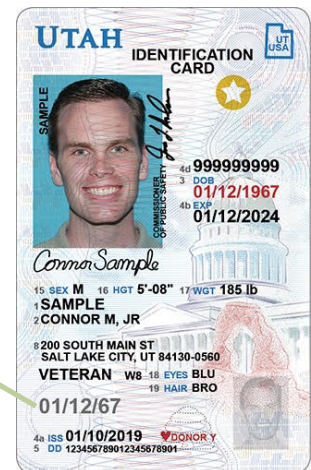 UTAH
UT
USA
IDENTIFICATION
CARD
SAMPLE
COMMISSIONER
OF PUBLIC SAFETY
4d 999999999
3 DOB
01/12/1967
4b EXP
01/12/2024
Connor Sample
15 SEX M 16 HGT 5'-08" 17 WGT 185 lb
1 SAMPLE
2 CONNOR M, JR
8 200 SOUTH MAIN ST
SALT LAKE CITY, UT 84130-0560
VETERAN W8 18 EYES BLU
19 HAIR BRO
01/12/67
4a ISS 01/10/2019 DONOR Y
5 DD 123456789012345678901